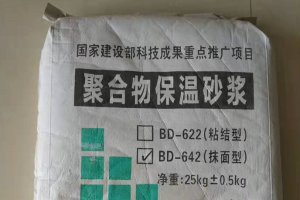 国家建设部科技成果重点推广项目
聚合物保温砂浆
BD-622(粘结型)
BD-642(抹面型)
净重:25kg±0.5kg